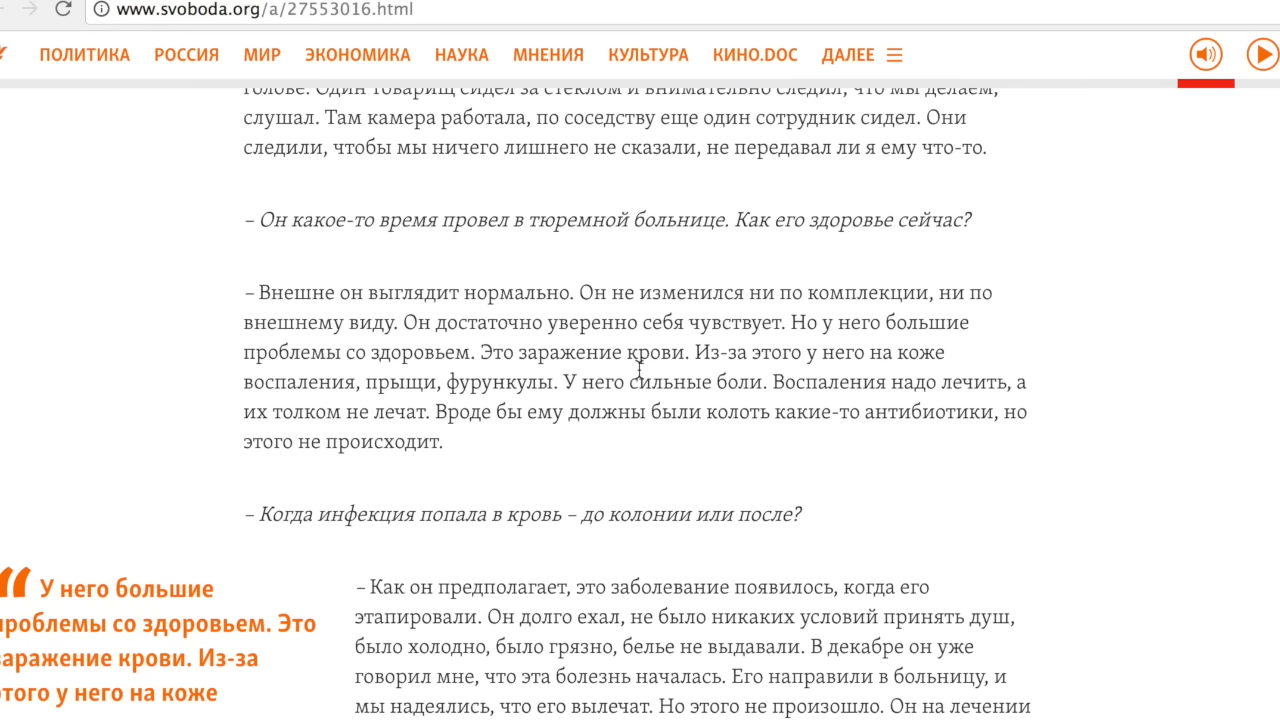 www.svoboda.org/a/27553016.html
ПОЛИТИКА РОССИЯ МИР ЭКОНОМИКА НАУКА МНЕНИЯ КУЛЬТУРА КИНО.DOC ДАЛЕЕ
голове. Один товарищ сидел за стеклом и внимательно следил, что мы делаем,
слушал. Там камера работала, по соседству еще один сотрудник сидел. Они
следили, чтобы мы ничего лишнего не сказали, не передавал ли я ему что-то.
– Он какое-то время провел в тюремной больнице. Как его здоровье сейчас?
– Внешне он выглядит нормально. Он не изменился ни по комплекции, ни по
внешнему виду. Он достаточно уверенно себя чувствует. Но у него большие
проблемы со здоровьем. Это заражение крови. Из-за этого у него на коже
воспаления, прыщи, фурункулы. У него сильные боли. Воспаления надо лечить, а
их толком не лечат. Вроде бы ему должны были колоть какие-то антибиотики, но
этого не происходит.
– Когда инфекция попала в кровь – до колонии или после?
“ У него большие
проблемы со здоровьем. Это
заражение крови. Из-за
этого у него на коже
– Как он предполагает, это заболевание появилось, когда его
этапировали. Он долго ехал, не было никаких условий принять душ,
было холодно, было грязно, белье не выдавали. В декабре он уже
говорил мне, что эта болезнь началась. Его направили в больницу, и
мы надеялись, что его вылечат. Но этого не произошло. Он на лечении